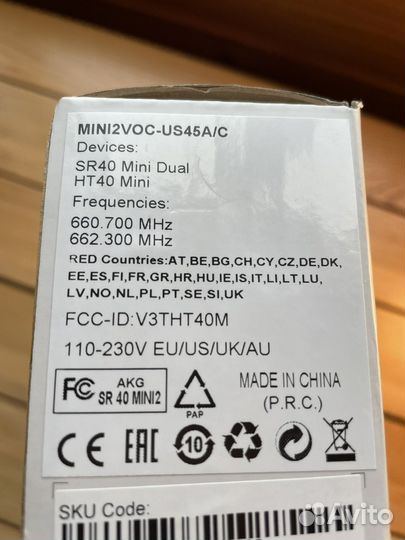 MINI2VOC-US45A/C
Devices:
SR40 Mini Dual
HT40 Mini
Frequencies:
660.700 MHz
662.300 MHz
RED Countries:AT,BE,BG,CH,CY,CZ,DE,DK,
EE,ES,FI,FR,GR,HR,HU,IE,IS,IT,LI,LT,LU,
LV,NO,NL,PL,PT,SE,SI,UK
FCC-ID:V3THT40M
110-230V EU/US/UK/AU
FC AKG
SR 40 MINI2
PAP
MADE IN CHINA
(P.R.C.)
CE EAC 10
SKU Code:
Avito